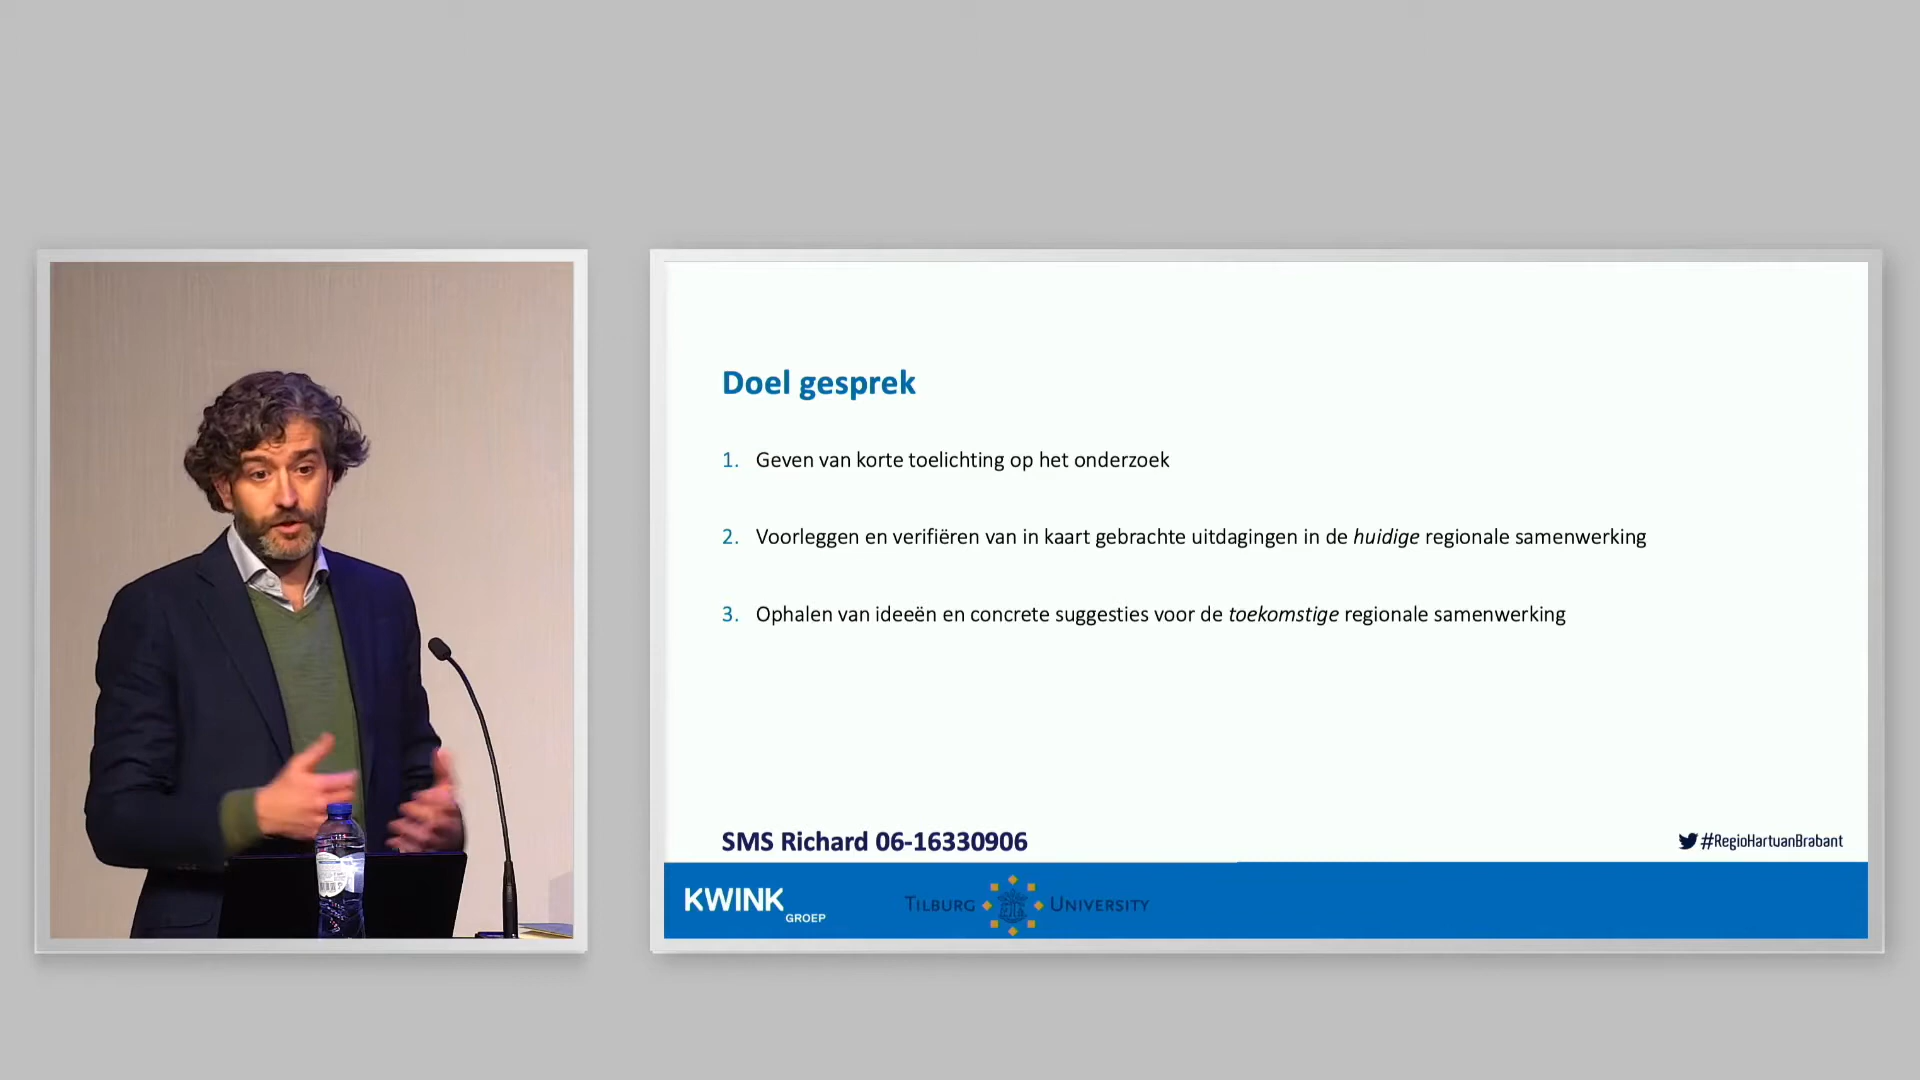 Doel gesprek
1. Geven van korte toelichting op het onderzoek
2. Voorleggen en verifiëren van in kaart gebrachte uitdagingen in de huidige regionale samenwerking
3. Ophalen van ideeën en concrete suggesties voor de toekomstige regionale samenwerking
SMS Richard 06-16330906
#RegioHartvanBrabant
KWINK GROEP
TILBURG UNIVERSITY